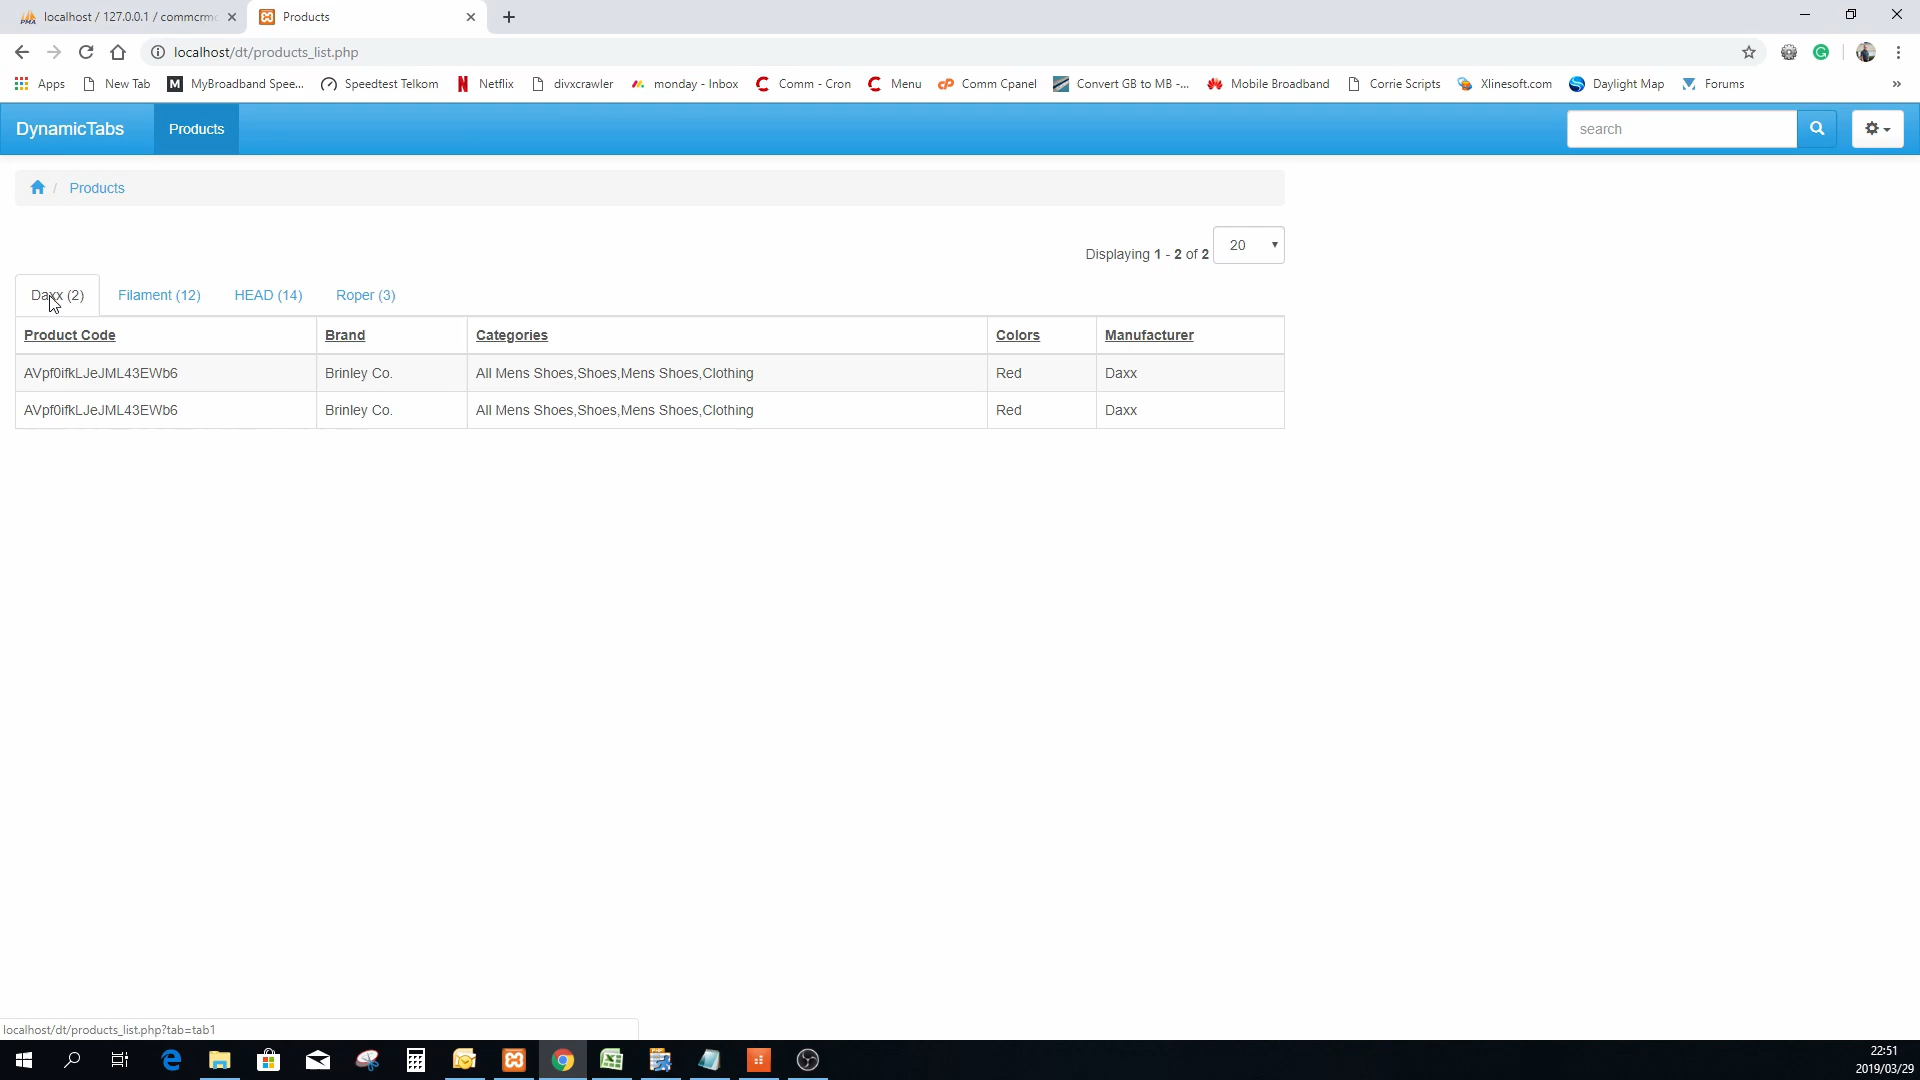 localhost / 127.0.0.1 / commcrm
Products
localhost/dt/products_list.php
Apps New Tab MyBroadband Spee... Speedtest Telkom Netflix divxcrawler monday - Inbox Comm - Cron Menu Comm Cpanel Convert GB to MB -... Mobile Broadband Corrie Scripts Xlinesoft.com Daylight Map Forums »
DynamicTabs Products search
/ Products
Displaying 1 - 2 of 2 20
Daxx (2) Filament (12) HEAD (14) Roper (3)
Product Code Brand Categories Colors Manufacturer
AVpf0ifkLJeJML43EWb6 Brinley Co. All Mens Shoes,Shoes,Mens Shoes,Clothing Red Daxx
AVpf0ifkLJeJML43EWb6 Brinley Co. All Mens Shoes,Shoes,Mens Shoes,Clothing Red Daxx
localhost/dt/products_list.php?tab=tab1
22:51
2019/03/29